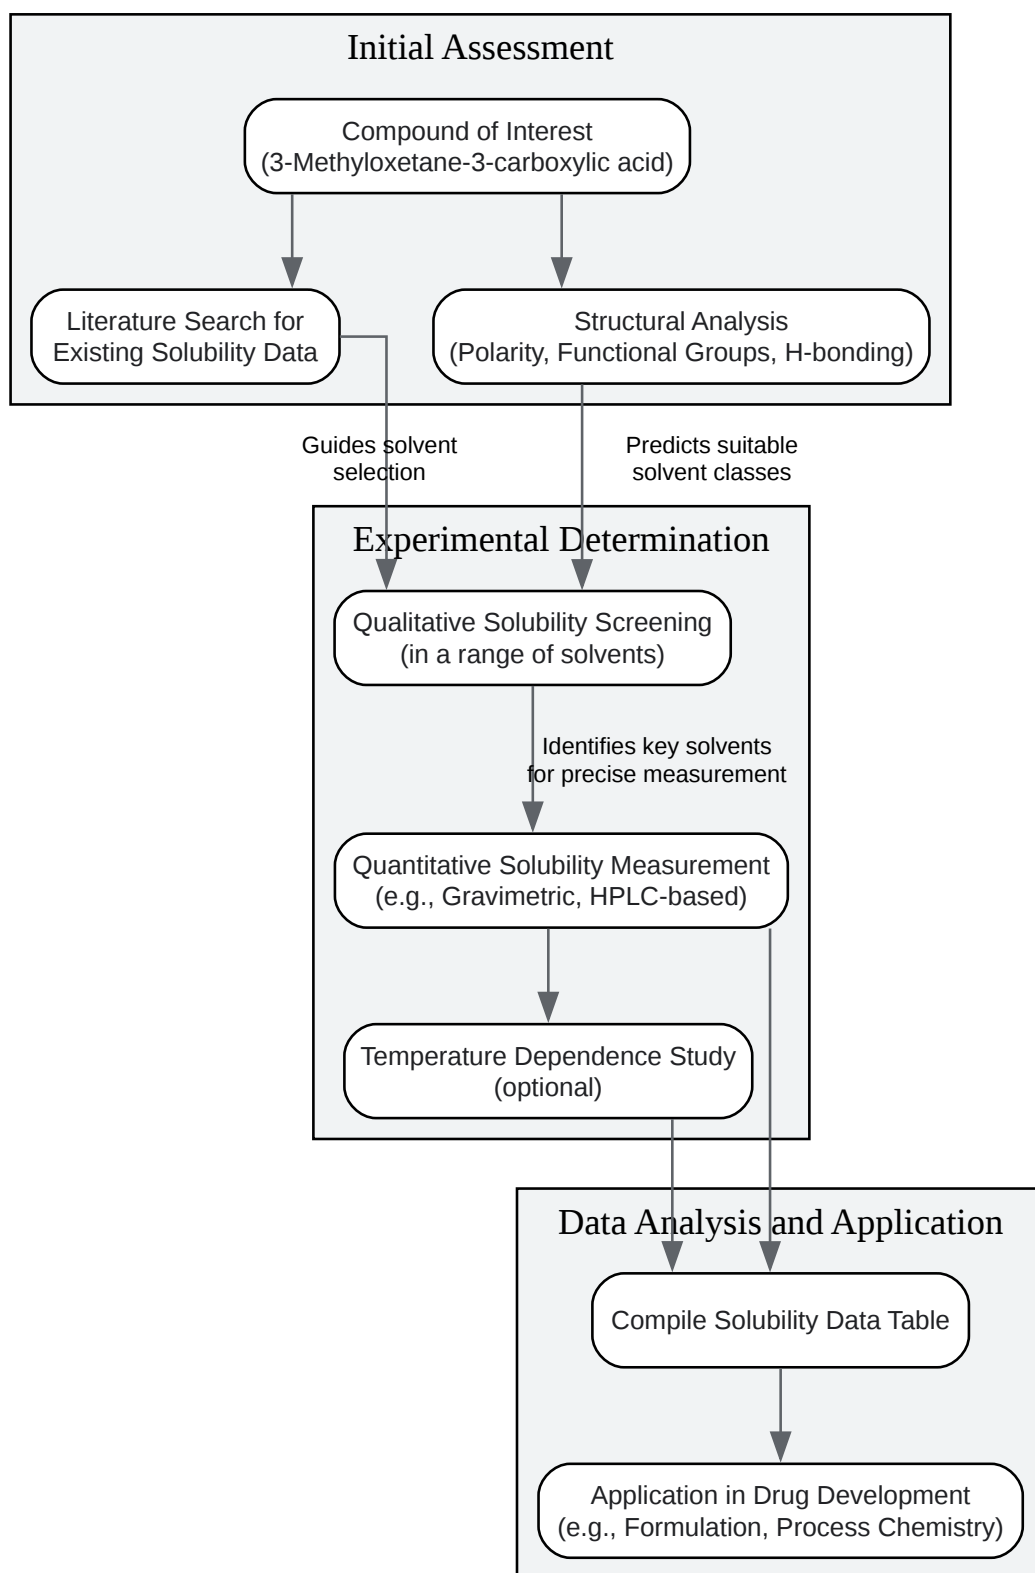 Initial Assessment
Compound of Interest
(3-Methyloxetane-3-carboxylic acid)
Literature Search for
Existing Solubility Data
Structural Analysis
(Polarity, Functional Groups, H-bonding)
Guides solvent
selection
Predicts suitable
solvent classes
Experimental Determination
Qualitative Solubility Screening
(in a range of solvents)
Identifies key solvents
for precise measurement
Quantitative Solubility Measurement
(e.g., Gravimetric, HPLC-based)
Temperature Dependence Study
(optional)
Data Analysis and Application
Compile Solubility Data Table
Application in Drug Development
(e.g., Formulation, Process Chemistry)